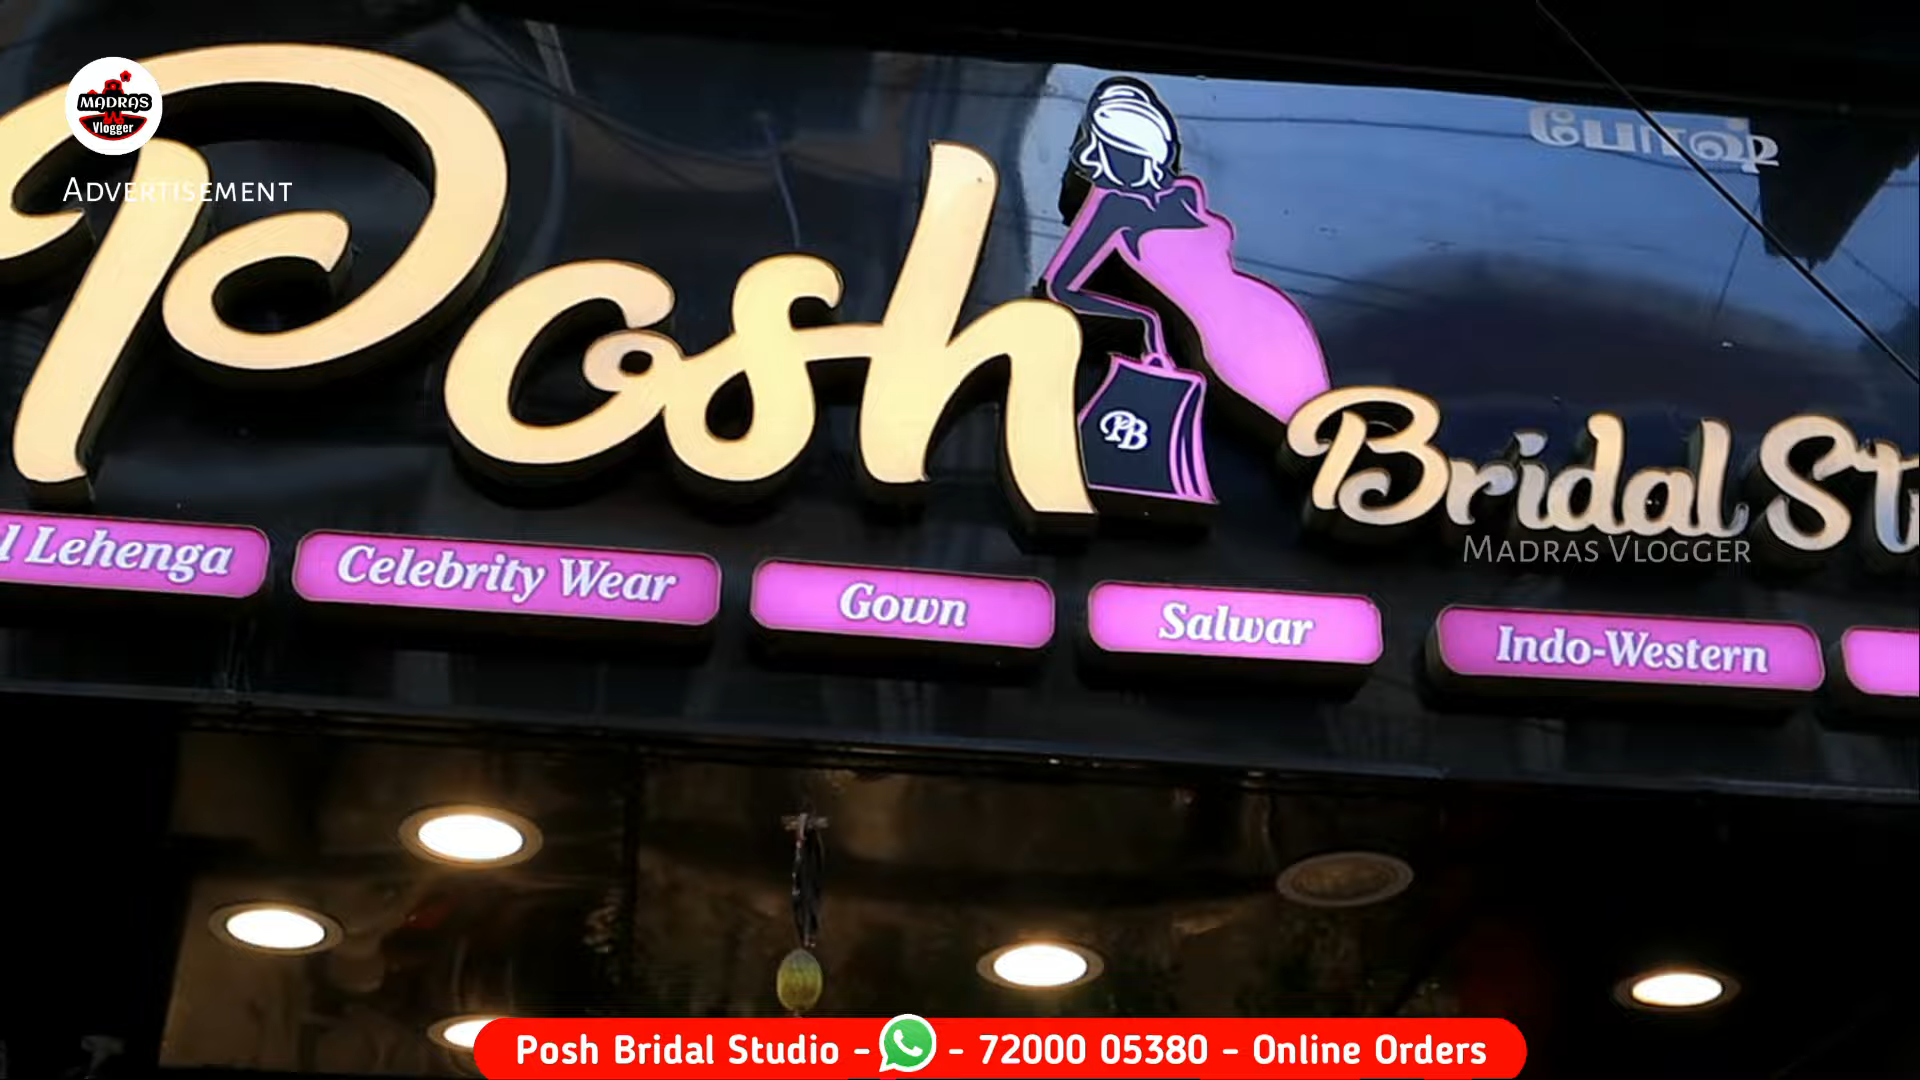 MADRAS
Vlogger
Advertisement
போஷ்
Posh
PB
Bridal St
Madras Vlogger
l Lehenga
Celebrity Wear
Gown
Salwar
Indo-Western
Posh Bridal Studio - - 72000 05380 - Online Orders